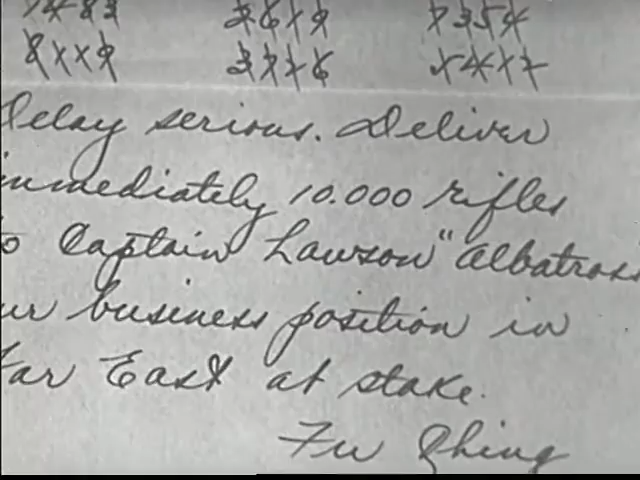 delay serious. Deliver
immediately 10.000 rifles
to Captain Lawson "Albatross
ur business position in
Far East at stake.
Fu Ching